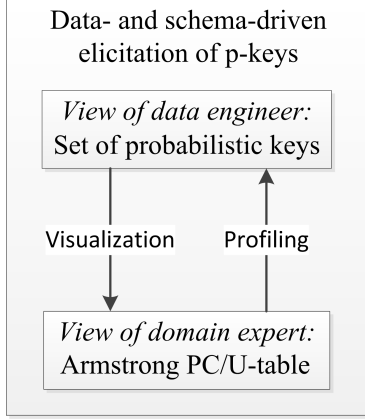 Data- and schema-driven
elicitation of p-keys
View of data engineer:
Set of probabilistic keys
Visualization
Profiling
View of domain expert:
Armstrong PC/U-table